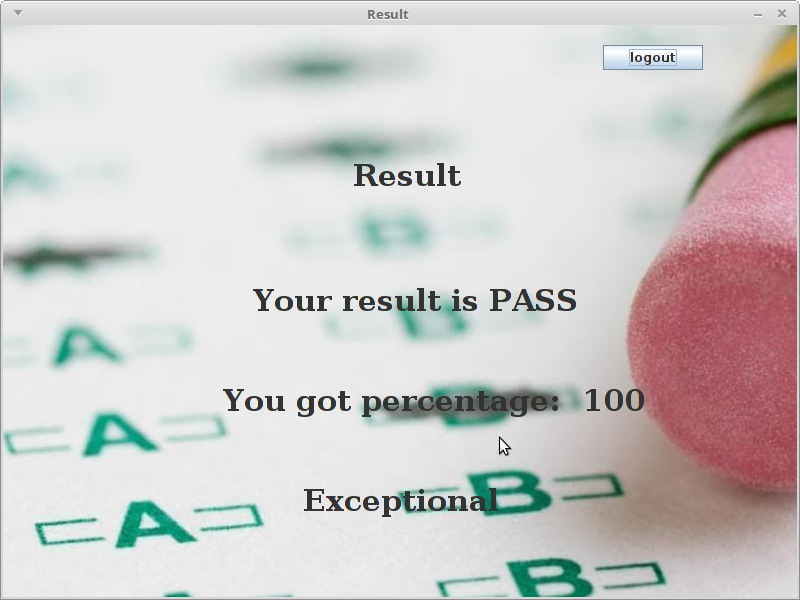 Result
logout
Result
Your result is PASS
You got percentage: 100
Exceptional
B
B
A
B
A
B
A
B